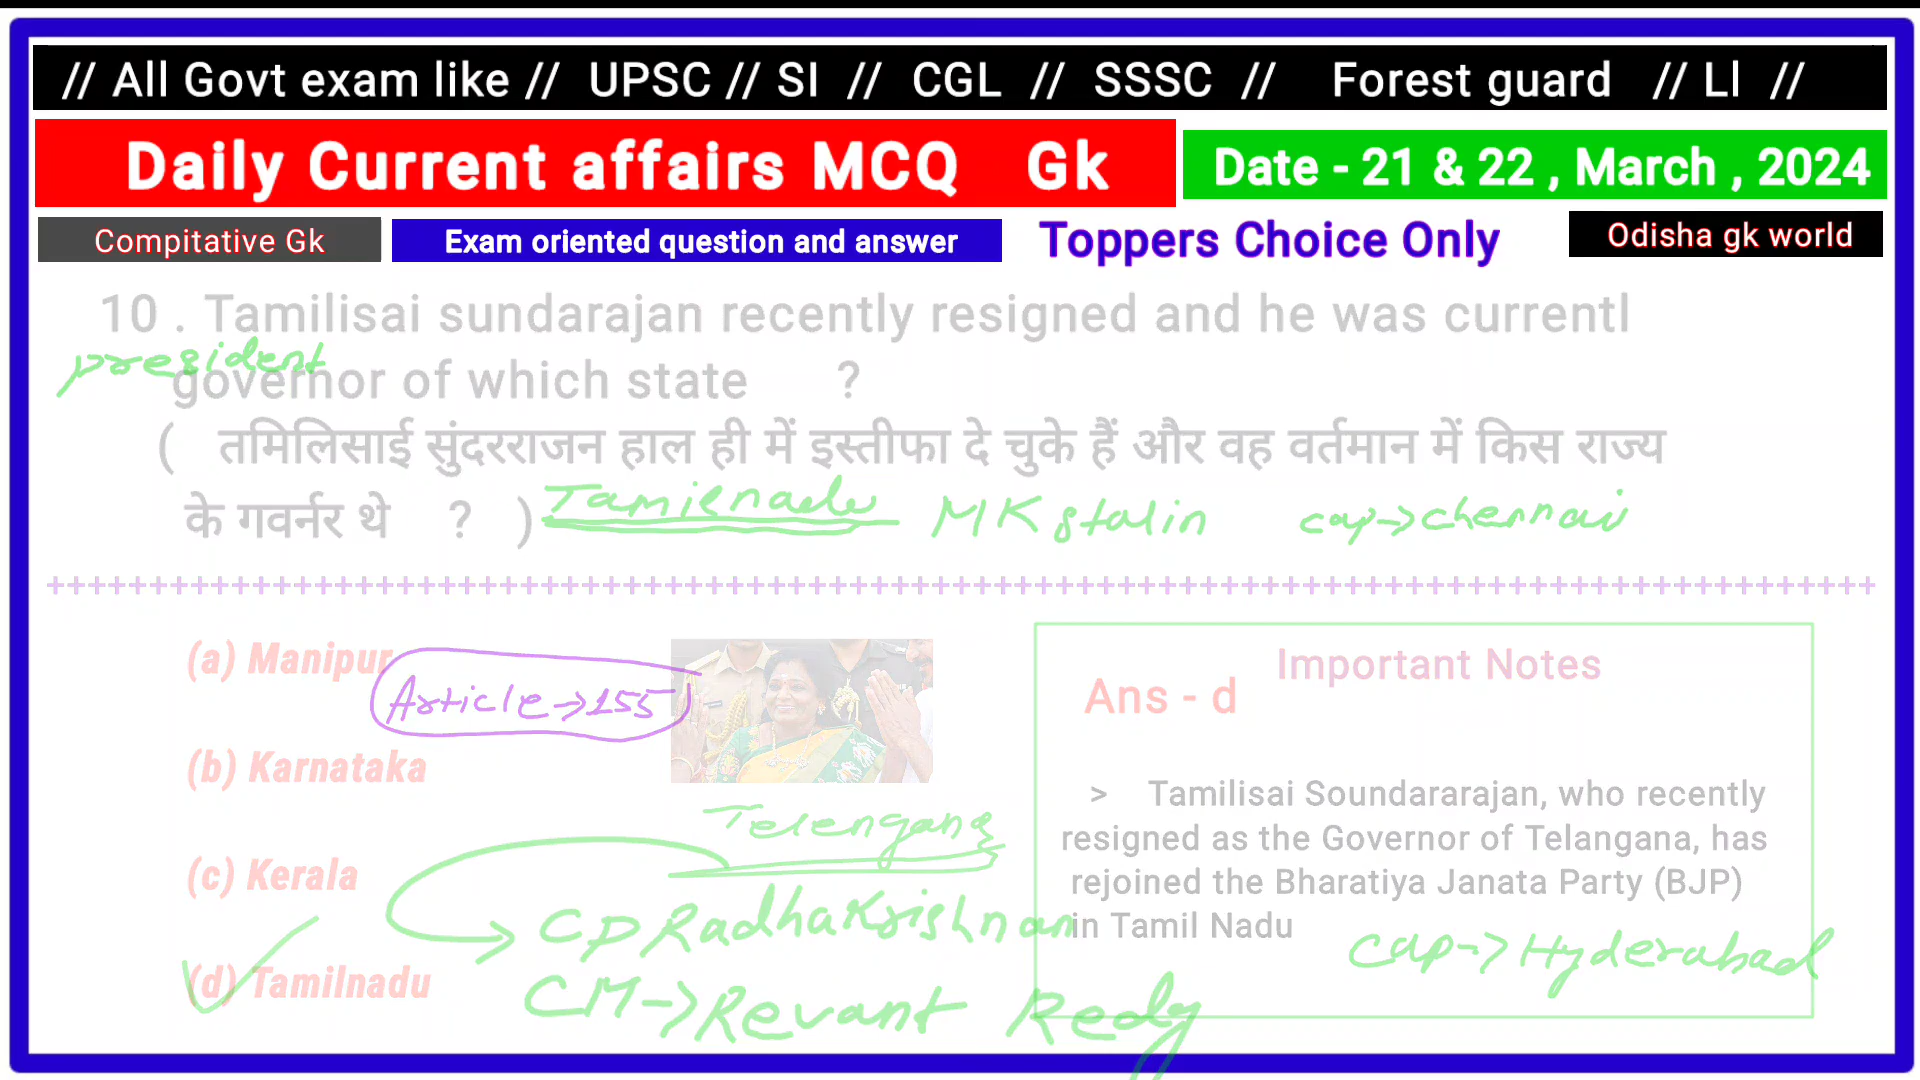 // All Govt exam like // UPSC // SI // CGL // SSSC // Forest guard // Ll //
Daily Current affairs MCQ Gk
Date - 21 & 22 , March , 2024
Compitative Gk
Exam oriented question and answer
Toppers Choice Only
Odisha gk world
10 . Tamilisai sundarajan recently resigned and he was currentl
president
governor of which state ?
( तमिलिसाई सुंदरराजन हाल ही में इस्तीफा दे चुके हैं और वह वर्तमान में किस राज्य
के गवर्नर थे ? ) Tamilnadu MK stalin cap→chennai
++++++++++++++++++++++++++++++++++++++++++++++++++++++++++++++++++++++++++++++++++++++++
(a) Manipur
Article→155
(b) Karnataka
Telengana
(c) Kerala
CP Radhakrishnan
(d) Tamilnadu
CM→Revant Redy
Important Notes
Ans - d
> Tamilisai Soundararajan, who recently
resigned as the Governor of Telangana, has
rejoined the Bharatiya Janata Party (BJP)
in Tamil Nadu
cap→Hyderabad